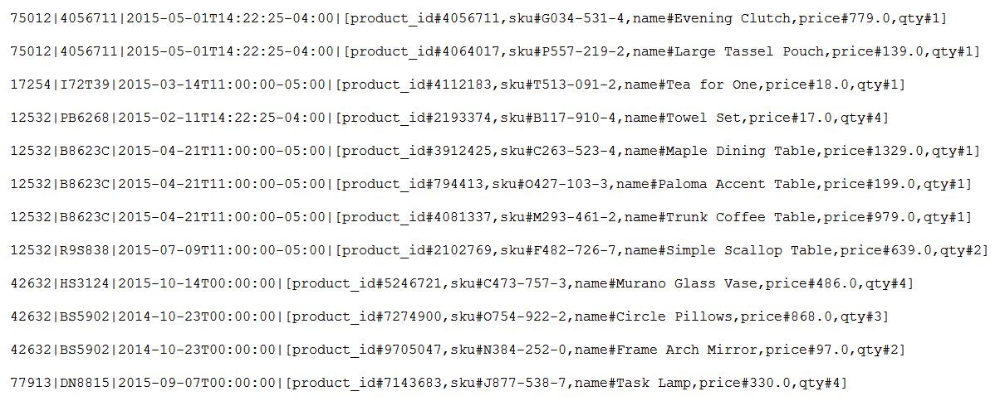 75012|4056711|2015-05-01T14:22:25-04:00|[product_id#4056711,sku#G034-531-4,name#Evening Clutch,price#779.0,qty#1]
75012|4056711|2015-05-01T14:22:25-04:00|[product_id#4064017,sku#P557-219-2,name#Large Tassel Pouch,price#139.0,qty#1]
17254|I72T39|2015-03-14T11:00:00-05:00|[product_id#4112183,sku#T513-091-2,name#Tea for One,price#18.0,qty#1]
12532|PB6268|2015-02-11T14:22:25-04:00|[product_id#2193374,sku#B117-910-4,name#Towel Set,price#17.0,qty#4]
12532|B8623C|2015-04-21T11:00:00-05:00|[product_id#3912425,sku#C263-523-4,name#Maple Dining Table,price#1329.0,qty#1]
12532|B8623C|2015-04-21T11:00:00-05:00|[product_id#794413,sku#O427-103-3,name#Paloma Accent Table,price#199.0,qty#1]
12532|B8623C|2015-04-21T11:00:00-05:00|[product_id#4081337,sku#M293-461-2,name#Trunk Coffee Table,price#979.0,qty#1]
12532|R9S838|2015-07-09T11:00:00-05:00|[product_id#2102769,sku#F482-726-7,name#Simple Scallop Table,price#639.0,qty#2]
42632|HS3124|2015-10-14T00:00:00|[product_id#5246721,sku#C473-757-3,name#Murano Glass Vase,price#486.0,qty#4]
42632|BS5902|2014-10-23T00:00:00|[product_id#7274900,sku#O754-922-2,name#Circle Pillows,price#868.0,qty#3]
42632|BS5902|2014-10-23T00:00:00|[product_id#9705047,sku#N384-252-0,name#Frame Arch Mirror,price#97.0,qty#2]
77913|DN8815|2015-09-07T00:00:00|[product_id#7143683,sku#J877-538-7,name#Task Lamp,price#330.0,qty#4]